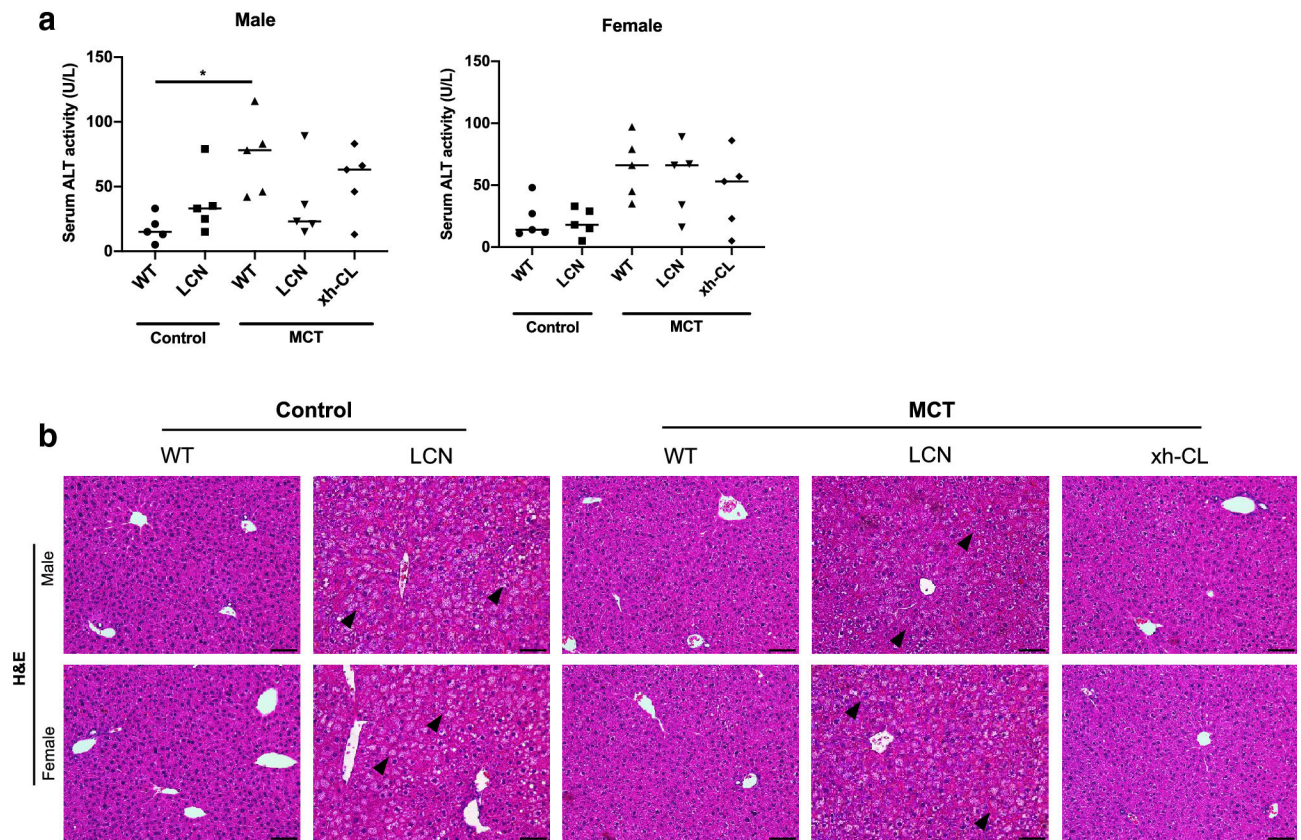 a
Male
Female
Serum ALT activity (U/L)
150
100
50
0
*
WT
LCN
WT
LCN
xh-CL
Control
MCT
Serum ALT activity (U/L)
150
100
50
0
WT
LCN
WT
LCN
xh-CL
Control
MCT
b
Control
MCT
WT
LCN
WT
LCN
xh-CL
H&E
Male
Female